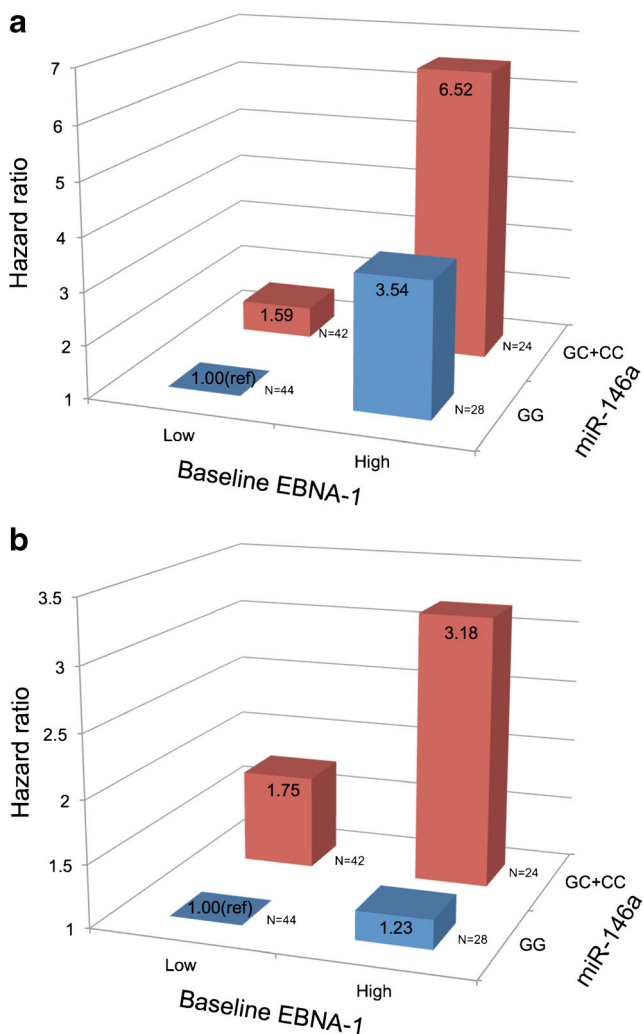 a
7
6
5
4
3
2
1
Hazard ratio
6.52
3.54
1.59
1.00(ref)
N=42
N=24
N=44
N=28
GC+CC
GG
miR-146a
Low
High
Baseline EBNA-1
b
3.5
3
2.5
2
1.5
1
Hazard ratio
3.18
1.75
1.00(ref)
1.23
N=42
N=24
N=44
N=28
GC+CC
GG
miR-146a
Low
High
Baseline EBNA-1